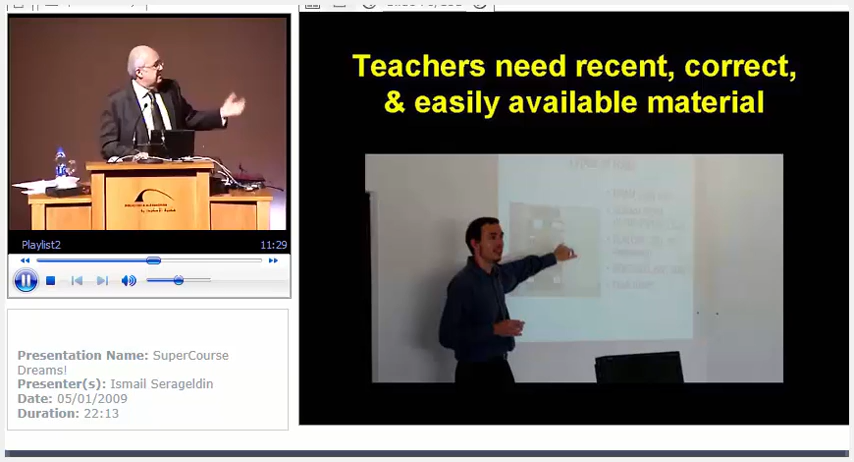 Teachers need recent, correct,
& easily available material
Playlist2
11:29
Presentation Name: SuperCourse
Dreams!
Presenter(s): Ismail Serageldin
Date: 05/01/2009
Duration: 22:13